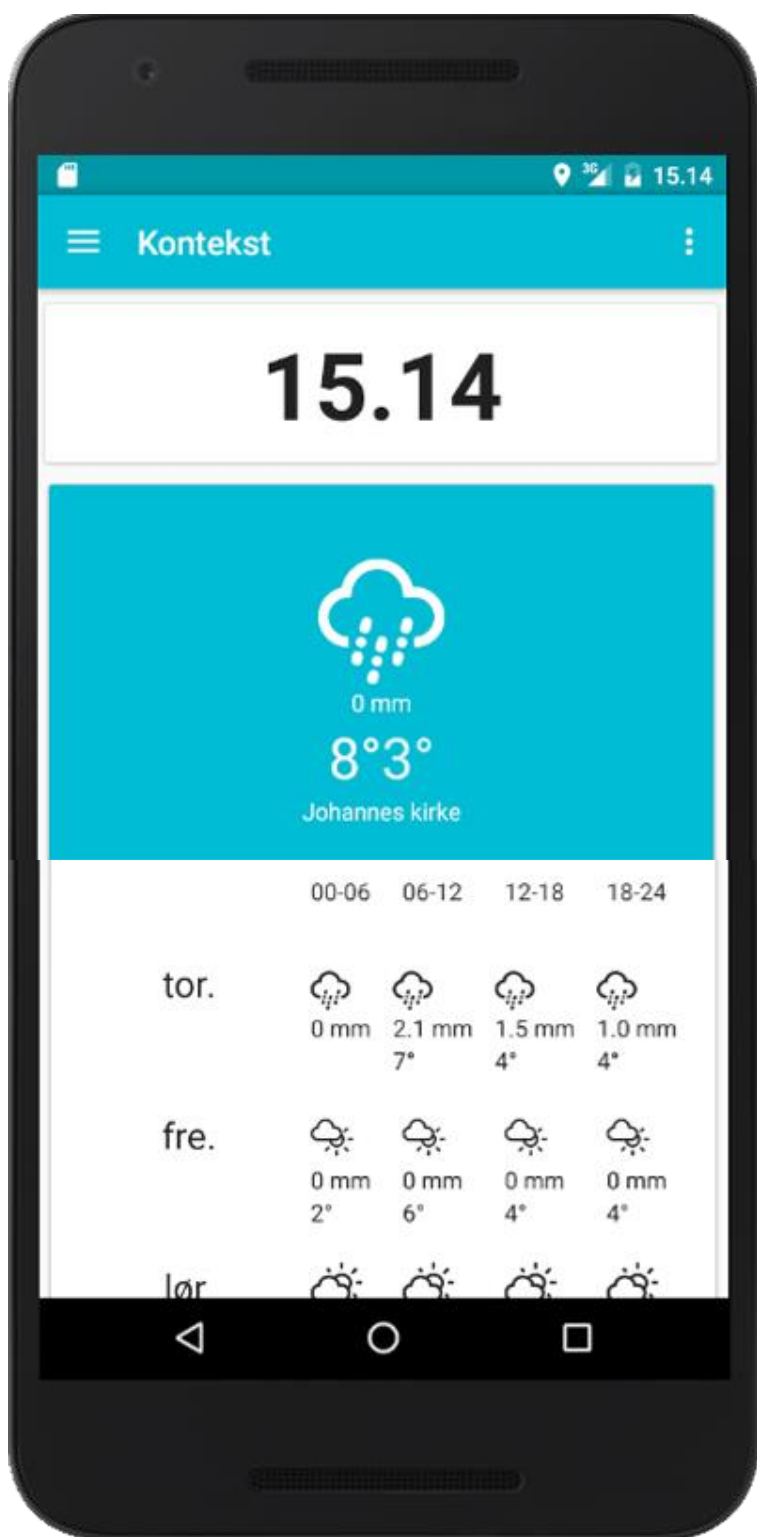 3G 15.14
Kontekst
15.14
0 mm
8°3°
Johannes kirke
00-06 06-12 12-18 18-24
tor.
0 mm 2.1 mm 1.5 mm 1.0 mm
7° 4° 4°
fre.
0 mm 0 mm 0 mm 0 mm
2° 6° 4° 4°
lør